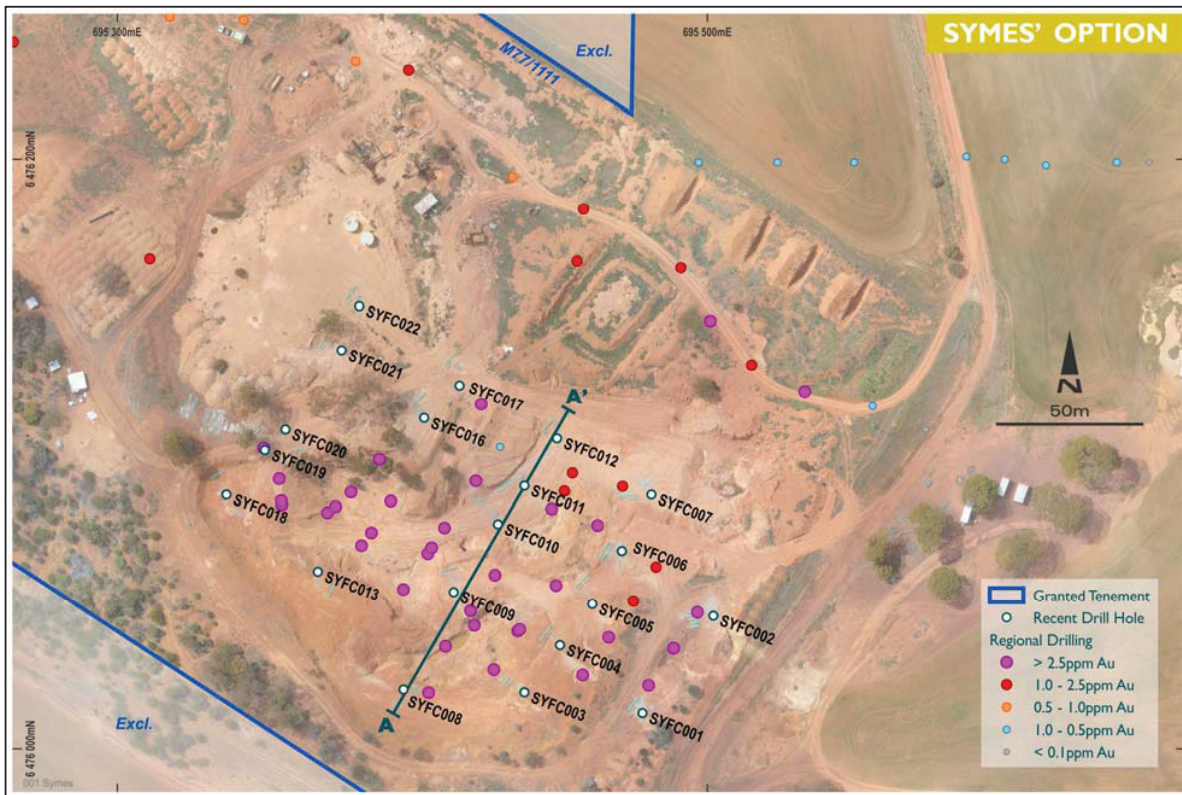 695 300mE
695 500mE
SYMES' OPTION
Excl.
M77/1111
6 476 200mN
SYFC022
SYFC021
SYFC017
A'
N
50m
SYFC016
SYFC020
SYFC012
SYFC019
SYFC011
SYFC007
SYFC018
SYFC010
SYFC006
SYFC013
SYFC009
SYFC005
SYFC002
SYFC004
SYFC008
SYFC003
SYFC001
A
Excl.
6 476 000mN
001 Symes
Granted Tenement
Recent Drill Hole
Regional Drilling
> 2.5ppm Au
1.0 - 2.5ppm Au
0.5 - 1.0ppm Au
1.0 - 0.5ppm Au
< 0.1ppm Au